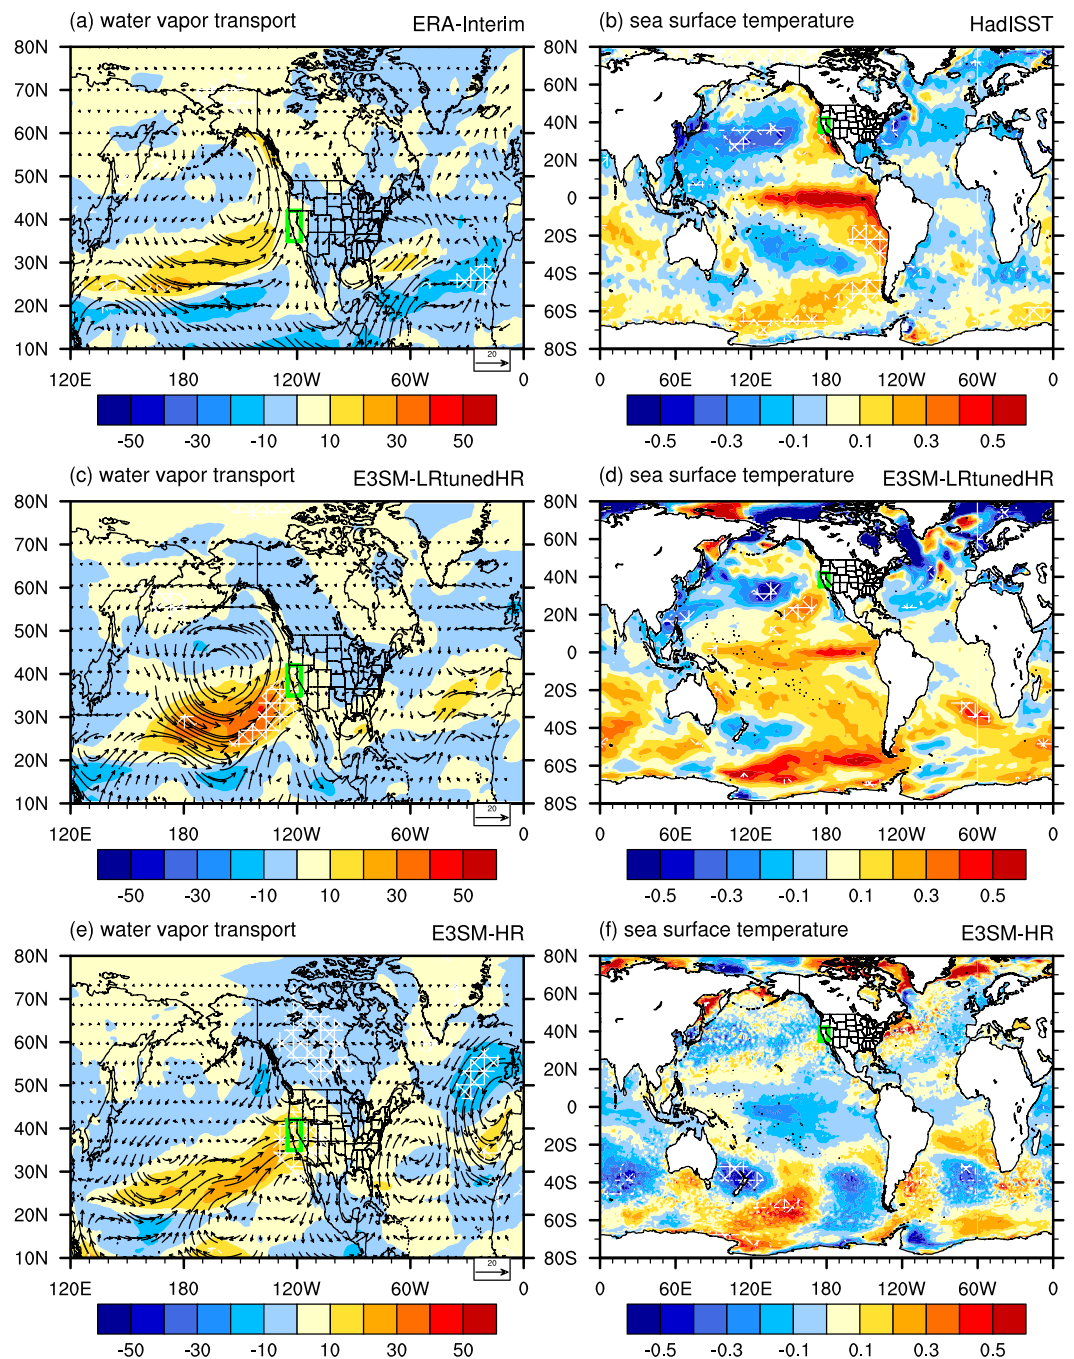 (a) water vapor transport ERA-Interim
80N
70N
60N
50N
40N
30N
20N
10N
120E 180 120W 60W 0
20
-50 -30 -10 10 30 50
(b) sea surface temperature HadISST
80N
60N
40N
20N
0
20S
40S
60S
80S
0 60E 120E 180 120W 60W 0
-0.5 -0.3 -0.1 0.1 0.3 0.5
(c) water vapor transport E3SM-LRtunedHR
80N
70N
60N
50N
40N
30N
20N
10N
120E 180 120W 60W 0
20
-50 -30 -10 10 30 50
(d) sea surface temperature E3SM-LRtunedHR
80N
60N
40N
20N
0
20S
40S
60S
80S
0 60E 120E 180 120W 60W 0
-0.5 -0.3 -0.1 0.1 0.3 0.5
(e) water vapor transport E3SM-HR
80N
70N
60N
50N
40N
30N
20N
10N
120E 180 120W 60W 0
20
-50 -30 -10 10 30 50
(f) sea surface temperature E3SM-HR
80N
60N
40N
20N
0
20S
40S
60S
80S
0 60E 120E 180 120W 60W 0
-0.5 -0.3 -0.1 0.1 0.3 0.5